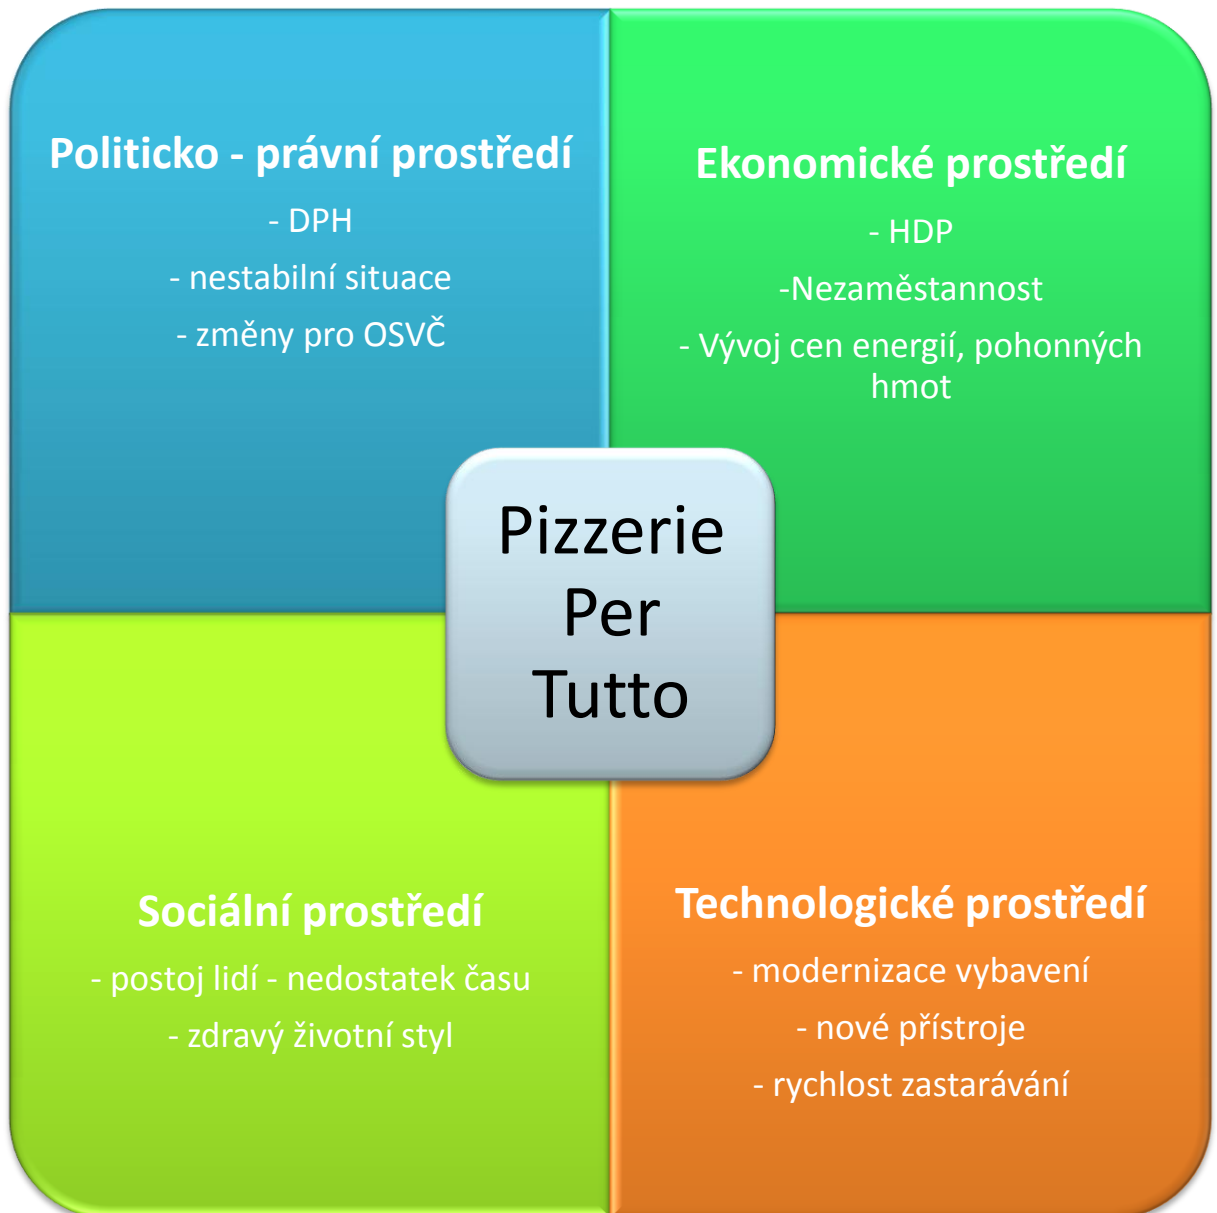 Politicko - právní prostředí
- DPH
- nestabilní situace
- změny pro OSVČ
Ekonomické prostředí
- HDP
-Nezaměstannost
- Vývoj cen energií, pohonných
hmot
Pizzerie
Per
Tutto
Sociální prostředí
- postoj lidí - nedostatek času
- zdravý životní styl
Technologické prostředí
- modernizace vybavení
- nové přístroje
- rychlost zastarávání